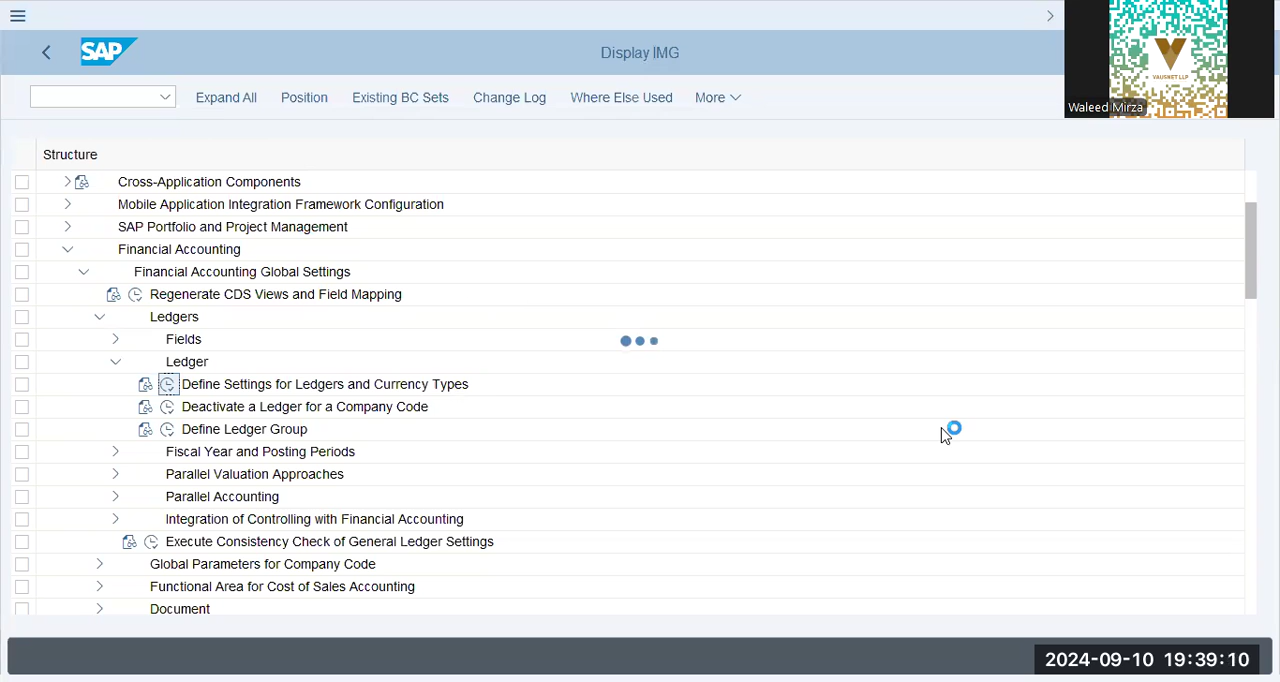 SAP
Display IMG
Expand All
Position
Existing BC Sets
Change Log
Where Else Used
More
VAUSNET LLP
Waleed Mirza
Structure
Cross-Application Components
Mobile Application Integration Framework Configuration
SAP Portfolio and Project Management
Financial Accounting
Financial Accounting Global Settings
Regenerate CDS Views and Field Mapping
Ledgers
Fields
Ledger
Define Settings for Ledgers and Currency Types
Deactivate a Ledger for a Company Code
Define Ledger Group
Fiscal Year and Posting Periods
Parallel Valuation Approaches
Parallel Accounting
Integration of Controlling with Financial Accounting
Execute Consistency Check of General Ledger Settings
Global Parameters for Company Code
Functional Area for Cost of Sales Accounting
Document
2024-09-10 19:39:10